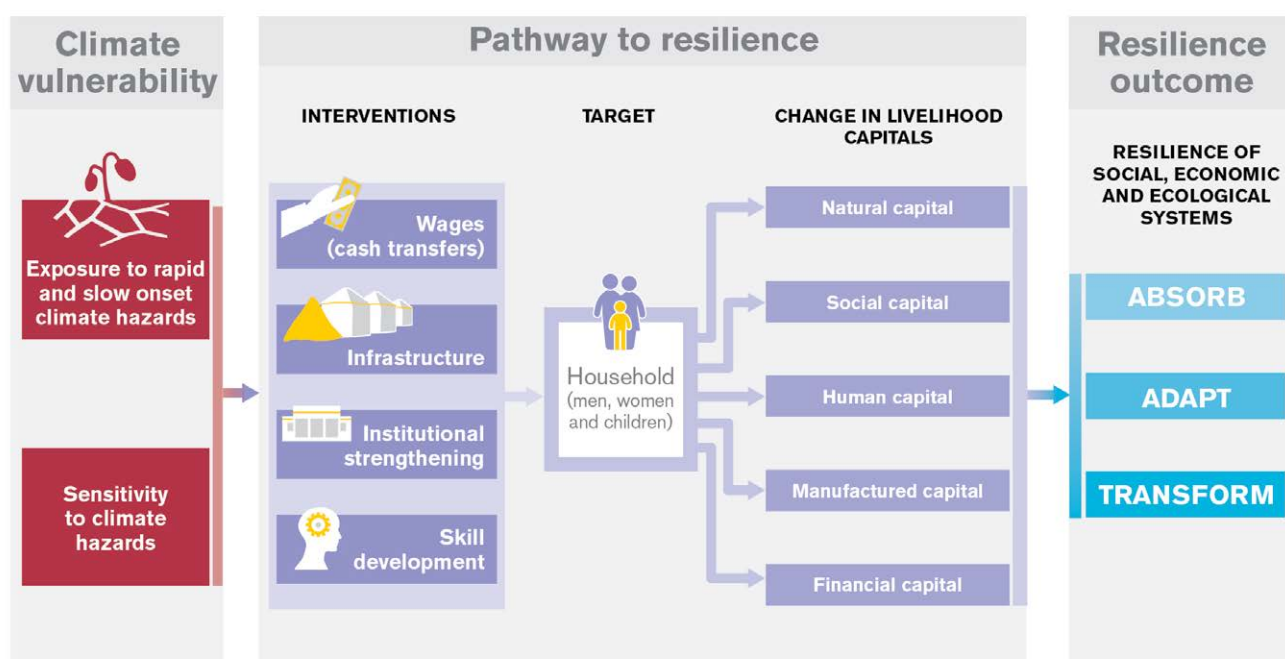 Climate
vulnerability
Exposure to rapid
and slow onset
climate hazards
Sensitivity
to climate
hazards
Pathway to resilience
INTERVENTIONS
Wages
(cash transfers)
Infrastructure
Institutional
strengthening
Skill
development
TARGET
Household
(men, women
and children)
CHANGE IN LIVELIHOOD
CAPITALS
Natural capital
Social capital
Human capital
Manufactured capital
Financial capital
Resilience
outcome
RESILIENCE OF
SOCIAL, ECONOMIC
AND ECOLOGICAL
SYSTEMS
ABSORB
ADAPT
TRANSFORM